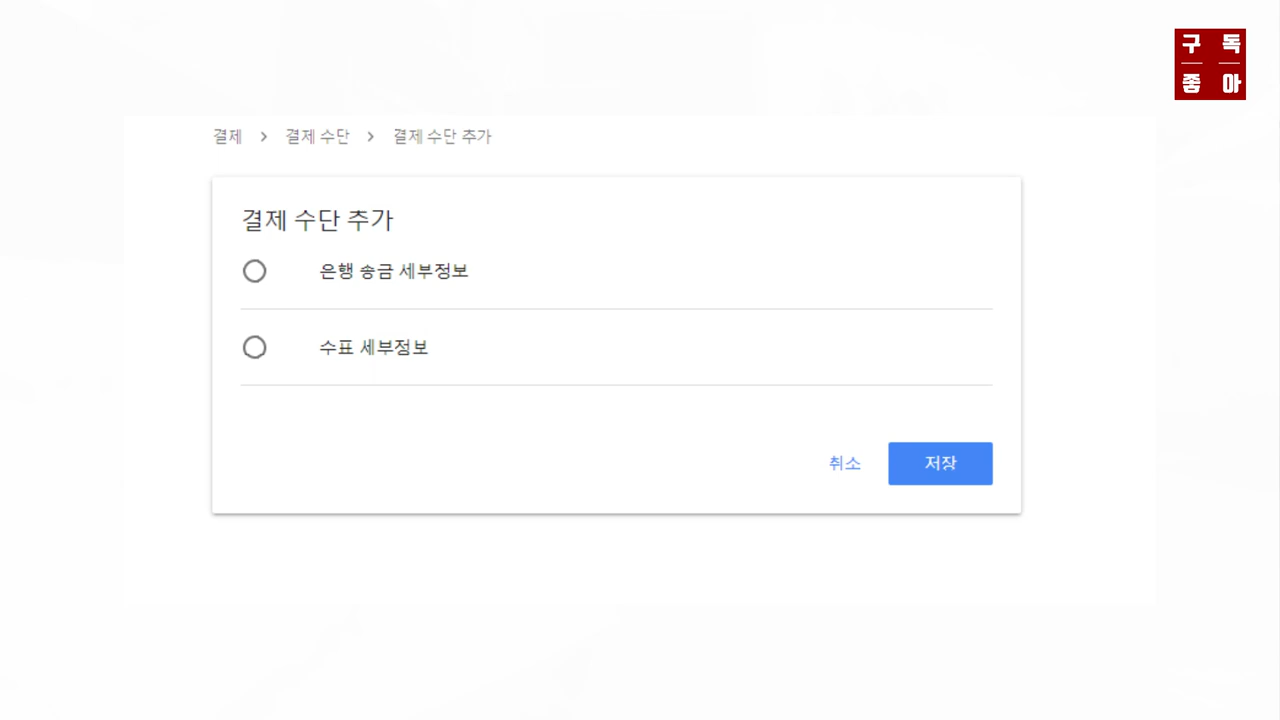 구 독
좋 아
결제 > 결제 수단 > 결제 수단 추가
결제 수단 추가
은행 송금 세부정보
수표 세부정보
취소 저장